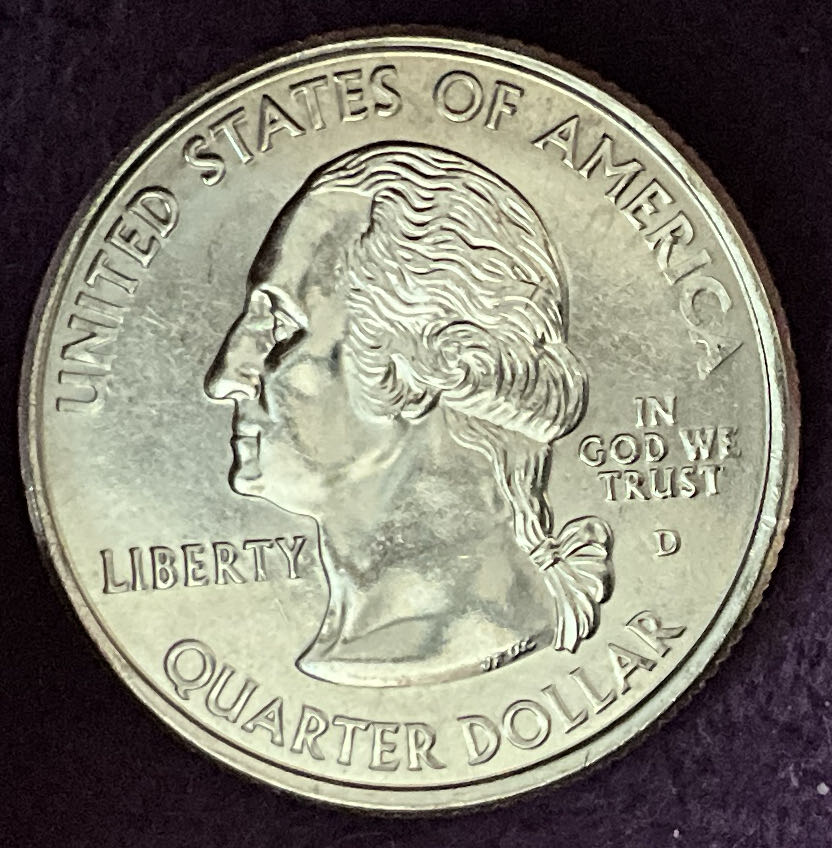 UNITED STATES OF AMERICA
LIBERTY
IN
GOD WE
TRUST
D
QUARTER DOLLAR